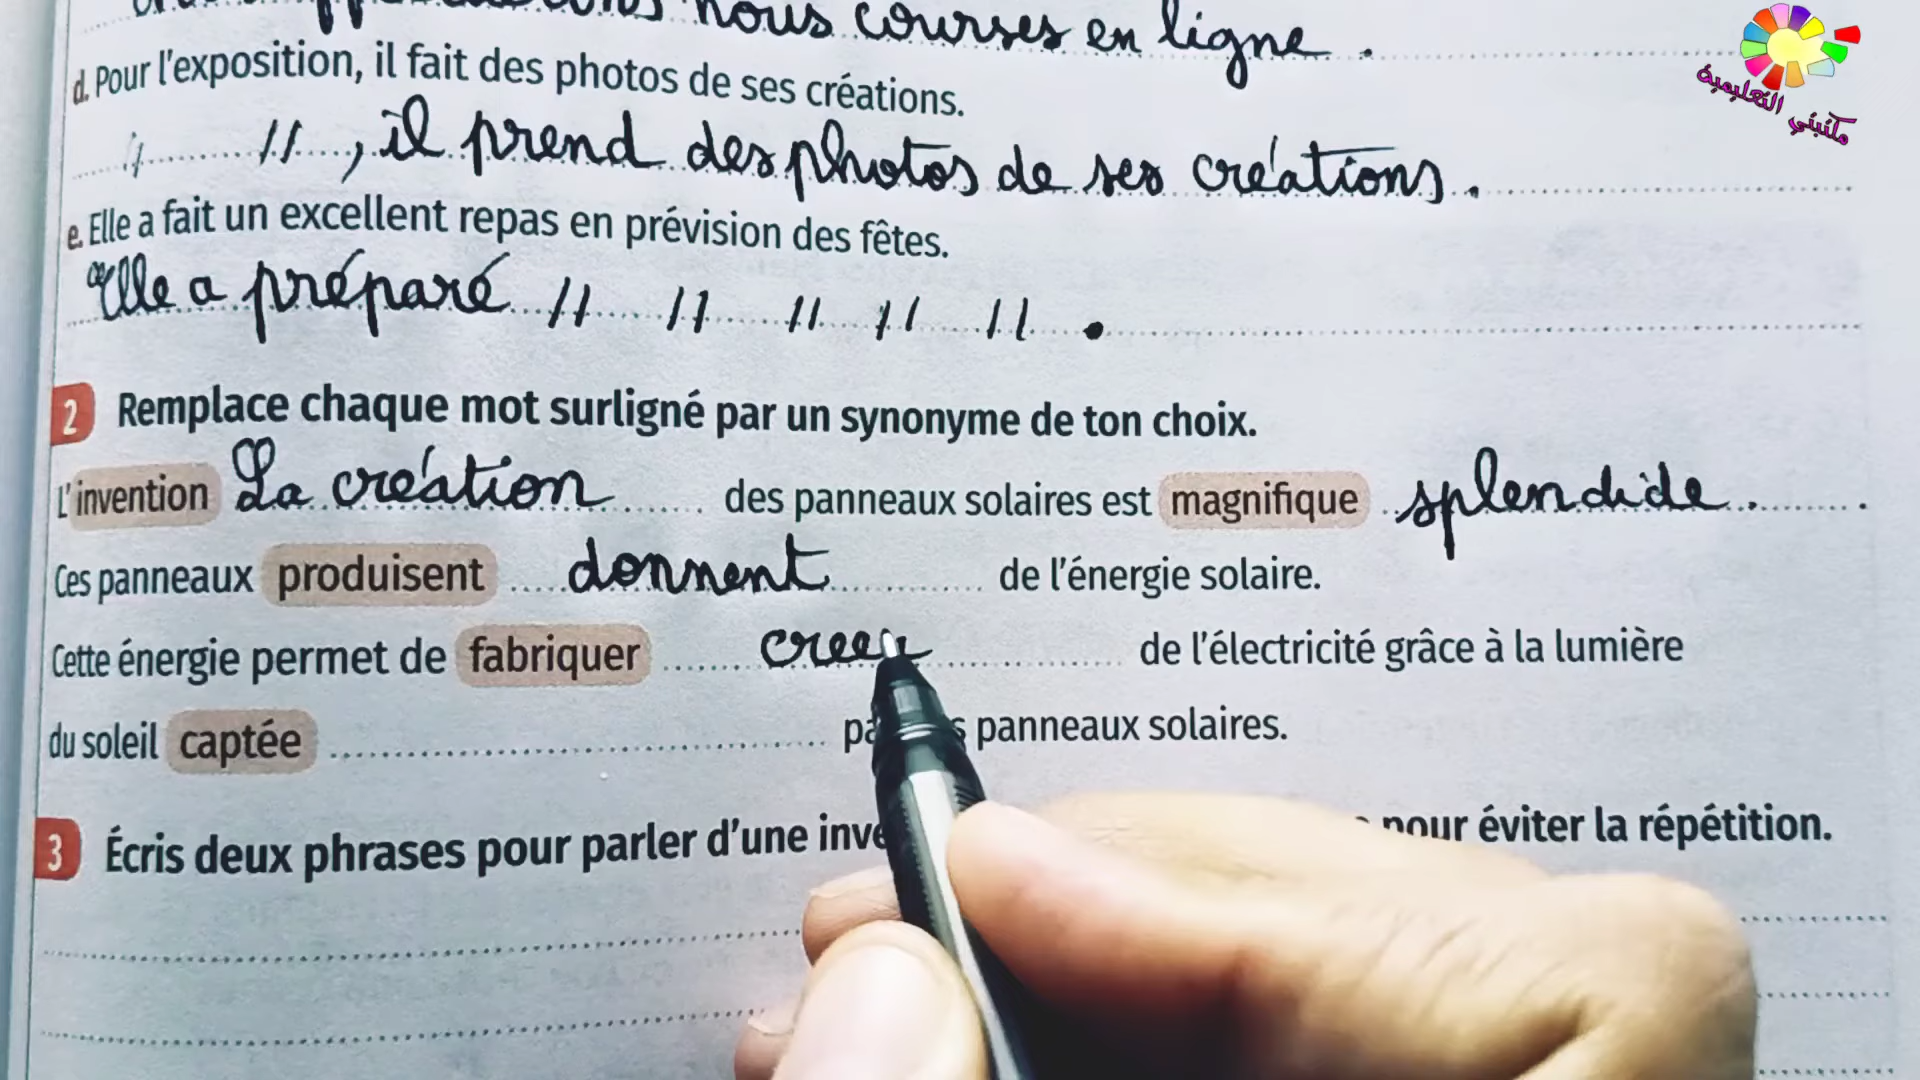 nous courses en ligne.
d. Pour l'exposition, il fait des photos de ses créations.
// // , il prend des photos de ses créations.
e. Elle a fait un excellent repas en prévision des fêtes.
Elle a préparé // // // // // .
2 Remplace chaque mot surligné par un synonyme de ton choix.
L'invention La création des panneaux solaires est magnifique splendide.
Ces panneaux produisent donnent de l'énergie solaire.
Cette énergie permet de fabriquer creer de l'électricité grâce à la lumière
du soleil captée panneaux solaires.
3 Écris deux phrases pour parler d'une pour éviter la répétition.
مكتبتي التعليمية